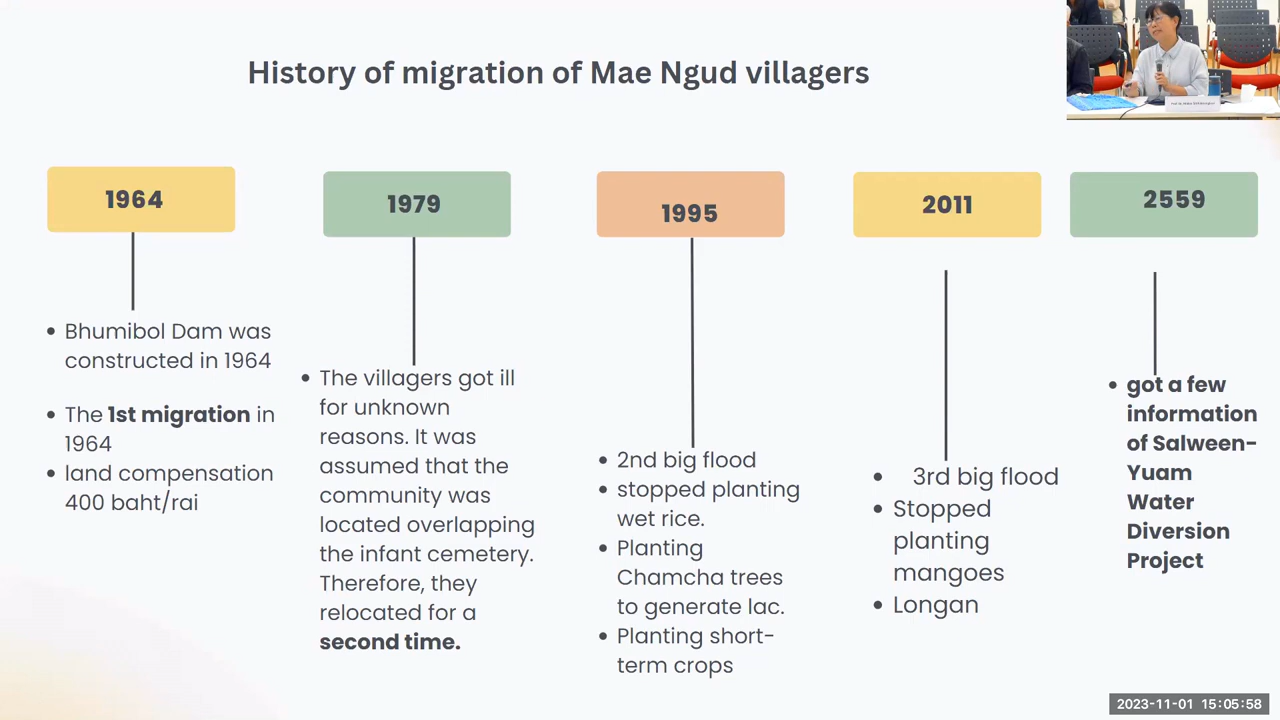 History of migration of Mae Ngud villagers
1964
• Bhumibol Dam was
constructed in 1964
• The 1st migration in
1964
• land compensation
400 baht/rai
1979
• The villagers got ill
for unknown
reasons. It was
assumed that the
community was
located overlapping
the infant cemetery.
Therefore, they
relocated for a
second time.
1995
• 2nd big flood
• stopped planting
wet rice.
• Planting
Chamcha trees
to generate lac.
• Planting short-
term crops
2011
• 3rd big flood
• Stopped
planting
mangoes
• Longan
2559
• got a few
information
of Salween-
Yuam
Water
Diversion
Project
2023-11-01 15:05:58